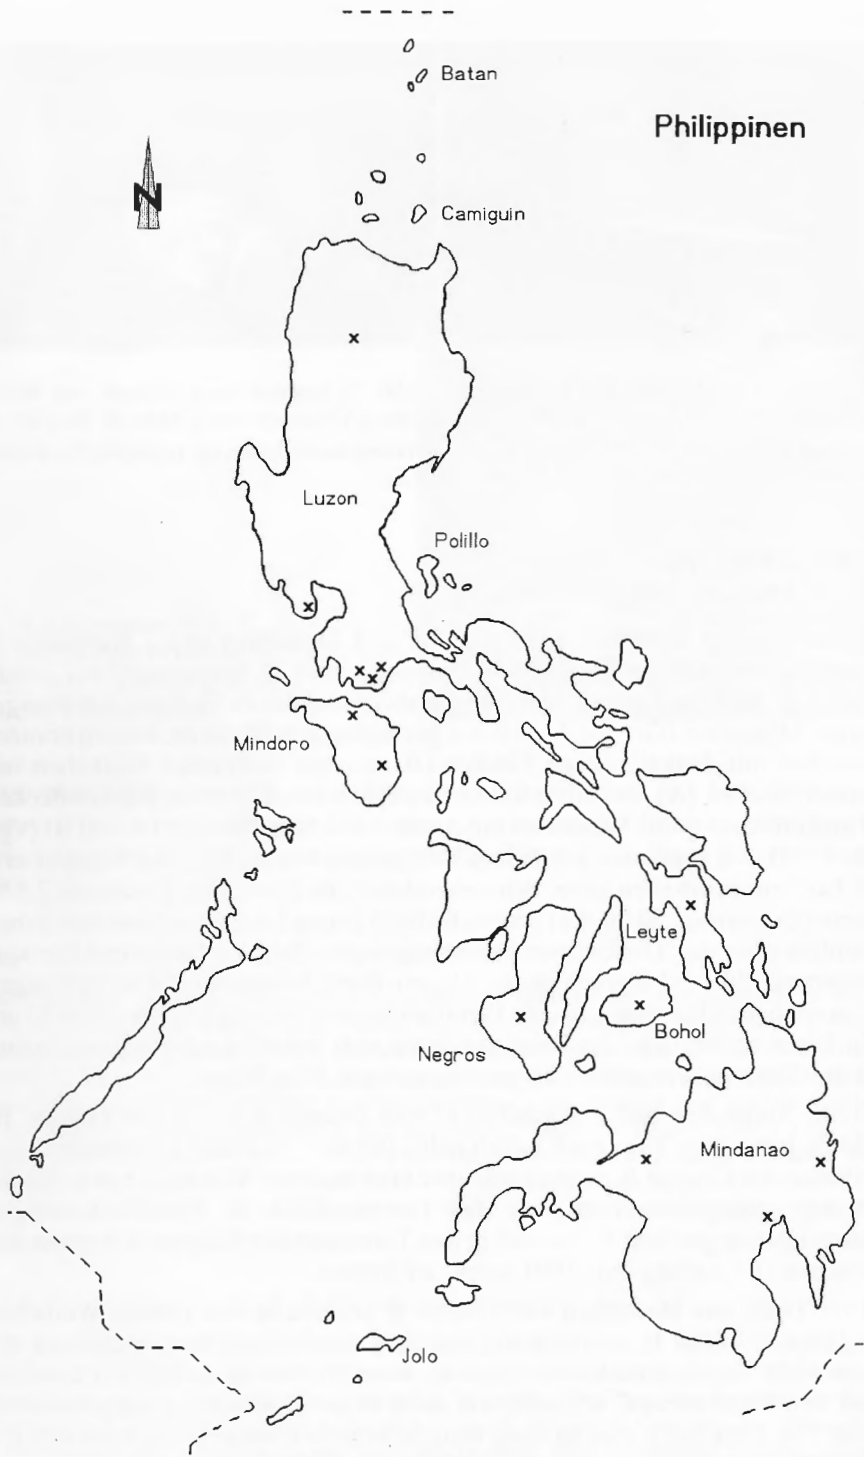 Batan
Philippinen
N
Camiguin
Luzon
Polillo
Mindoro
Leyte
Bohol
Negros
Mindanao
Jolo